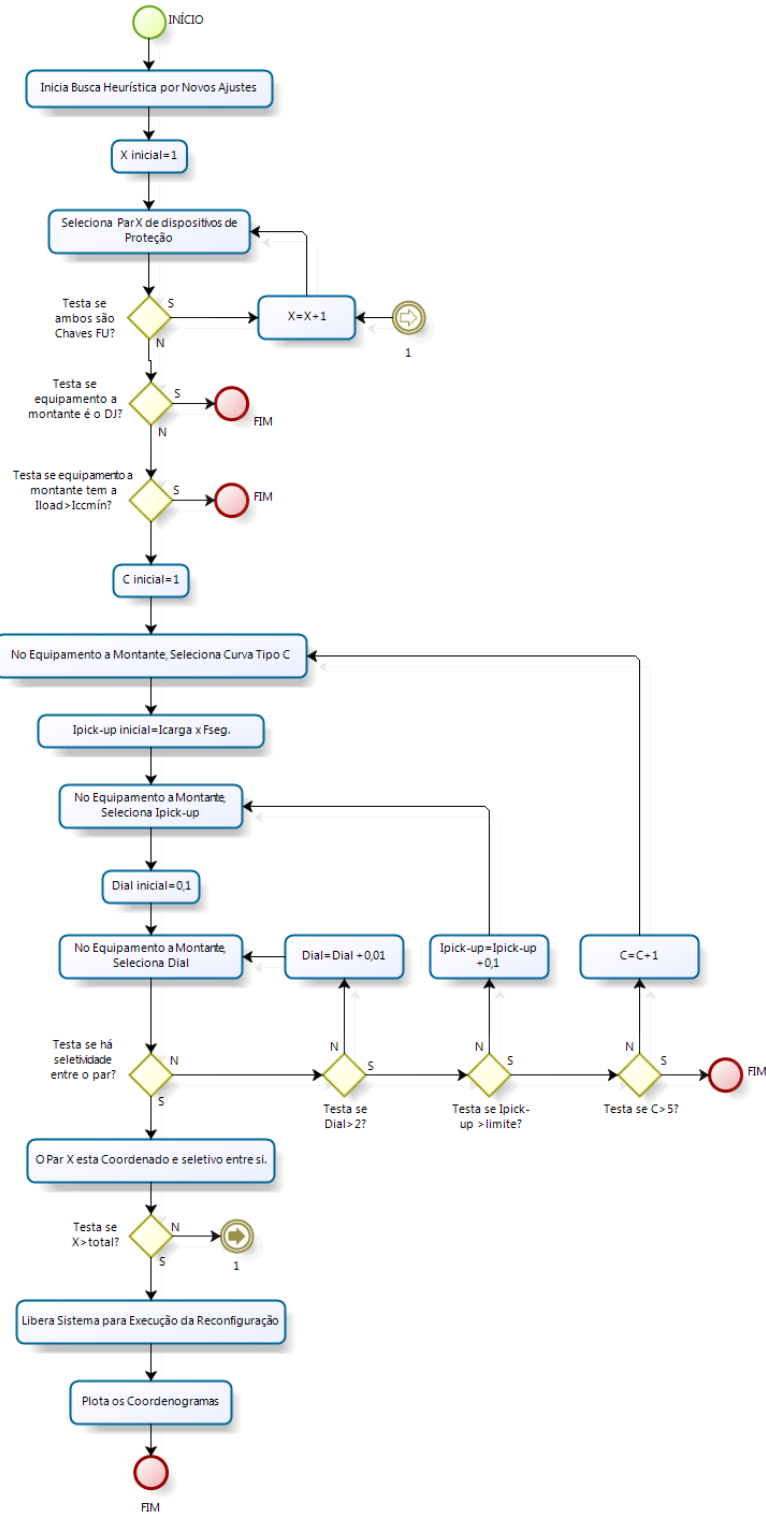 INÍCIO
Inicia Busca Heurística por Novos Ajustes
X inicial=1
Seleciona Par X de dispositivos de
Proteção
Testa se
ambos são
Chaves FU?
S
N
X=X+1
1
Testa se
equipamento a
montante é o DJ?
S
N
FIM
Testa se equipamento a
montante tem a
Iload>Iccmín?
S
FIM
C inicial=1
No Equipamento a Montante, Seleciona Curva Tipo C
Ipick-up inicial=Icarga x Fseg.
No Equipamento a Montante,
Seleciona Ipick-up
Dial inicial=0,1
No Equipamento a Montante,
Seleciona Dial
Dial=Dial +0,01
Ipick-up=Ipick-up
+0,1
C=C+1
Testa se há
seletividade
entre o par?
N
S
N
S
Testa se
Dial>2?
N
S
Testa se Ipick-
up >limite?
N
S
Testa se C>5?
FIM
O Par X esta Coordenado e seletivo entre si.
Testa se
X>total?
N
S
1
Libera Sistema para Execução da Reconfiguração
Plota os Coordenogramas
FIM